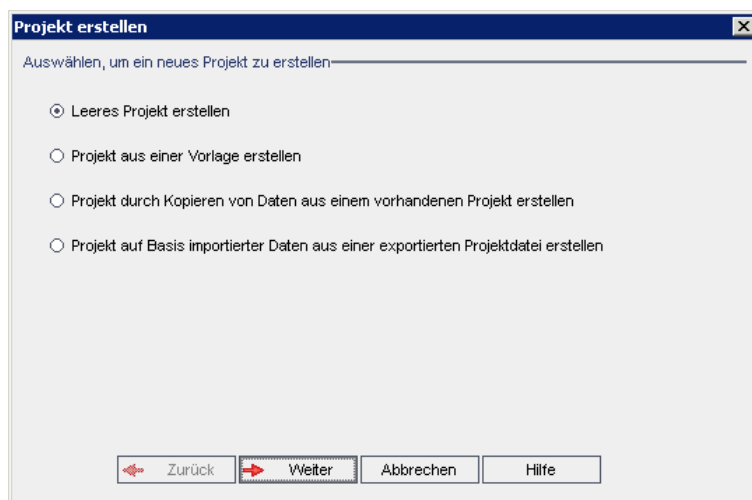 Projekt erstellen
Auswählen, um ein neues Projekt zu erstellen
Leeres Projekt erstellen
Projekt aus einer Vorlage erstellen
Projekt durch Kopieren von Daten aus einem vorhandenen Projekt erstellen
Projekt auf Basis importierter Daten aus einer exportierten Projektdatei erstellen
Zurück Weiter Abbrechen Hilfe